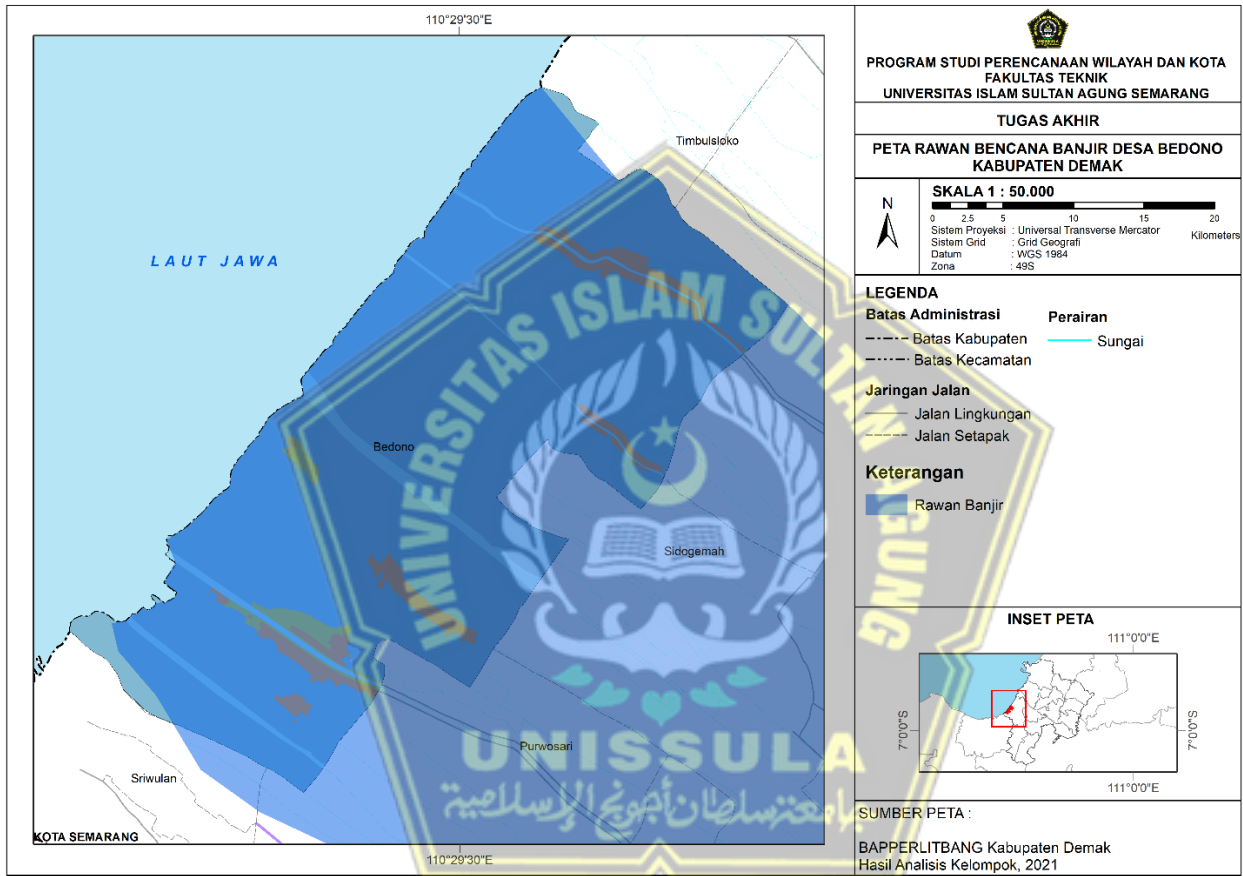 110°29'30"E
Timbulsloko
LAUT JAWA
Bedono
Sidogemah
Purwosari
Sriwulan
KOTA SEMARANG
110°29'30"E
UNIVERSITAS ISLAM SULTAN AGUNG
UNISSULA
جامعة سلطان أجونج الإسلامية
PROGRAM STUDI PERENCANAAN WILAYAH DAN KOTA
FAKULTAS TEKNIK
UNIVERSITAS ISLAM SULTAN AGUNG SEMARANG
TUGAS AKHIR
PETA RAWAN BENCANA BANJIR DESA BEDONO
KABUPATEN DEMAK
N
SKALA 1 : 50.000
0 2.5 5 10 15 20
Kilometers
Sistem Proyeksi : Universal Transverse Mercator
Sistem Grid : Grid Geografi
Datum : WGS 1984
Zona : 49S
LEGENDA
Batas Administrasi Perairan
Batas Kabupaten Sungai
Batas Kecamatan
Jaringan Jalan
Jalan Lingkungan
Jalan Setapak
Keterangan
Rawan Banjir
INSET PETA
111°0'0"E
7°0'0"S 7°0'0"S
111°0'0"E
SUMBER PETA :
BAPPERLITBANG Kabupaten Demak
Hasil Analisis Kelompok, 2021